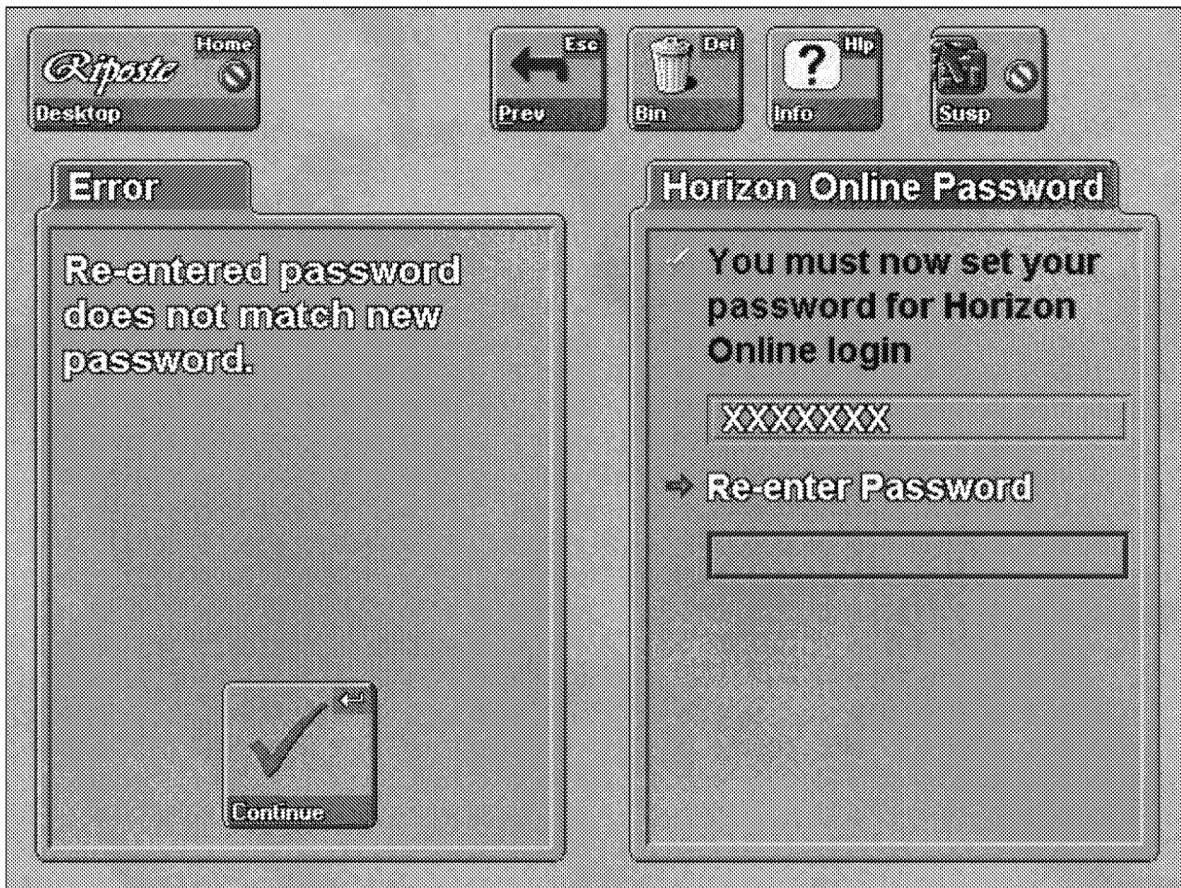 Home
Riposte
Desktop
Esc
Prev
Del
Bin
Hlp
?
Info
Susp
Error
Re-entered password
does not match new
password.
Continue
Horizon Online Password
You must now set your
password for Horizon
Online login
XXXXXXX
Re-enter Password